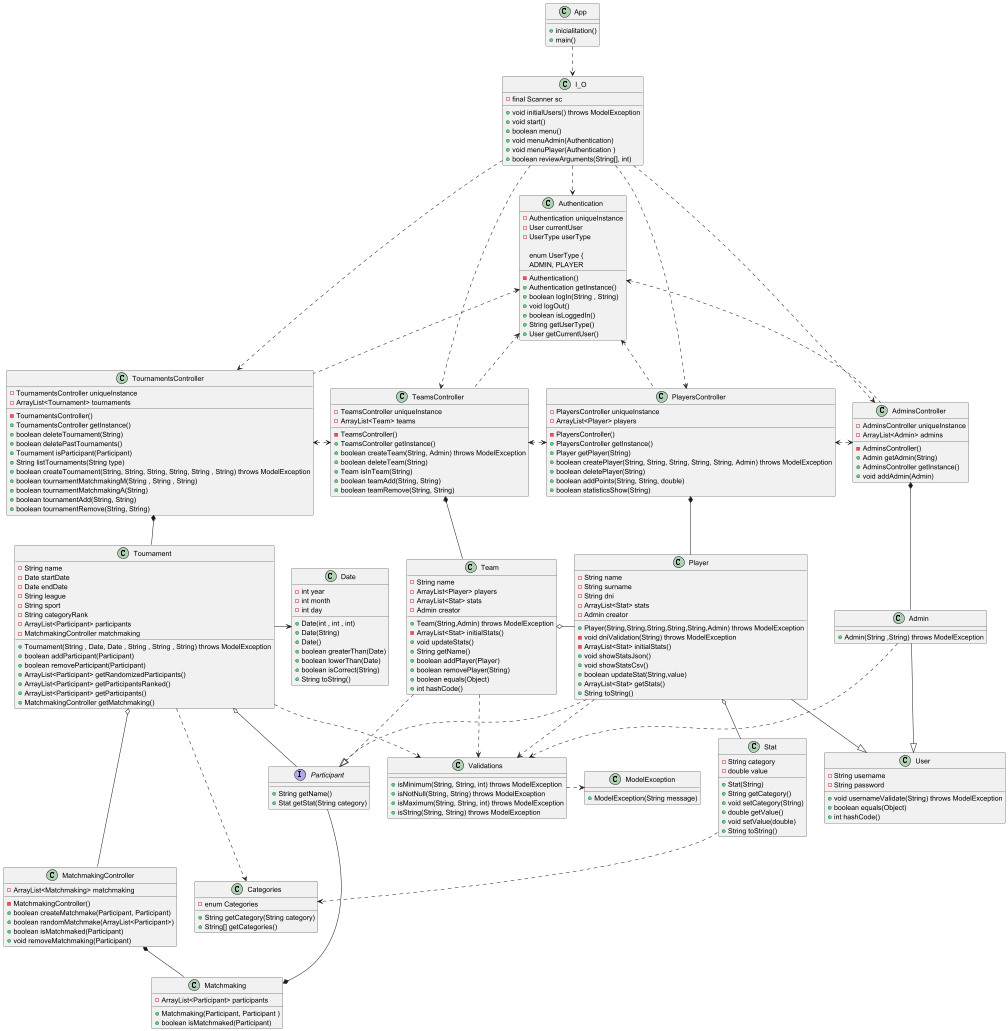 C App
inicialitation()
main()
C I_O
final Scanner sc
void initialUsers() throws ModelException
void start()
boolean menu()
void menuAdmin(Authentication)
void menuPlayer(Authentication )
boolean reviewArguments(String[], int)
C Authentication
Authentication uniqueInstance
User currentUser
UserType userType
enum UserType {
ADMIN, PLAYER
Authentication()
Authentication getInstance()
boolean logIn(String , String)
void logOut()
boolean isLoggedIn()
String getUserType()
User getCurrentUser()
C TournamentsController
TournamentsController uniqueInstance
ArrayList<Tournament> tournaments
TournamentsController()
TournamentsController getInstance()
boolean deleteTournament(String)
boolean deletePastTournaments()
Tournament isParticipant(Participant)
String listTournaments(String type)
boolean createTournament(String, String, String, String, String , String) throws ModelException
boolean tournamentMatchmakingM(String , String , String)
boolean tournamentMatchmakingA(String)
boolean tournamentAdd(String, String)
boolean tournamentRemove(String, String)
C TeamsController
TeamsController uniqueInstance
ArrayList<Team> teams
TeamsController()
TeamsController getInstance()
boolean createTeam(String, Admin) throws ModelException
boolean deleteTeam(String)
Team isInTeam(String)
boolean teamAdd(String, String)
boolean teamRemove(String, String)
C PlayersController
PlayersController uniqueInstance
ArrayList<Player> players
PlayersController()
PlayersController getInstance()
Player getPlayer(String)
boolean createPlayer(String, String, String, String, String, Admin) throws ModelException
boolean deletePlayer(String)
boolean addPoints(String, String, double)
boolean statisticsShow(String)
C AdminsController
AdminsController uniqueInstance
ArrayList<Admin> admins
AdminsController()
Admin getAdmin(String)
AdminsController getInstance()
void addAdmin(Admin)
C Tournament
String name
Date startDate
Date endDate
String league
String sport
String categoryRank
ArrayList<Participant> participants
MatchmakingController matchmaking
Tournament(String , Date, Date , String , String , String) throws ModelException
boolean addParticipant(Participant)
boolean removeParticipant(Participant)
ArrayList<Participant> getRandomizedParticipants()
ArrayList<Participant> getParticipantsRanked()
ArrayList<Participant> getParticipants()
MatchmakingController getMatchmaking()
C Date
int year
int month
int day
Date(int , int , int)
Date(String)
Date()
boolean greaterThan(Date)
boolean lowerThan(Date)
boolean isCorrect(String)
String toString()
C Team
String name
ArrayList<Player> players
ArrayList<Stat> stats
Admin creator
Team(String,Admin) throws ModelException
ArrayList<Stat> initialStats()
void updateStats()
String getName()
boolean addPlayer(Player)
boolean removePlayer(String)
boolean equals(Object)
int hashCode()
C Player
String name
String surname
String dni
ArrayList<Stat> stats
Admin creator
Player(String,String,String,String,String,Admin) throws ModelException
void dniValidation(String) throws ModelException
ArrayList<Stat> initialStats()
void showStatsJson()
void showStatsCsv()
boolean updateStat(String,value)
ArrayList<Stat> getStats()
String toString()
C Admin
Admin(String ,String) throws ModelException
I Participant
String getName()
Stat getStat(String category)
C Validations
isMinimum(String, String, int) throws ModelException
isNotNull(String, String) throws ModelException
isMaximum(String, String, int) throws ModelException
isString(String, String) throws ModelException
C ModelException
ModelException(String message)
C Stat
String category
double value
Stat(String)
String getCategory()
void setCategory(String)
double getValue()
void setValue(double)
String toString()
C User
String username
String password
void usernameValidate(String) throws ModelException
boolean equals(Object)
int hashCode()
C MatchmakingController
ArrayList<Matchmaking> matchmaking
MatchmakingController()
boolean createMatchmake(Participant, Participant)
boolean randomMatchmake(ArrayList<Participant>)
boolean isMatchmaked(Participant)
void removeMatchmaking(Participant)
C Categories
enum Categories
String getCategory(String category)
String[] getCategories()
C Matchmaking
ArrayList<Participant> participants
Matchmaking(Participant, Participant )
boolean isMatchmaked(Participant)